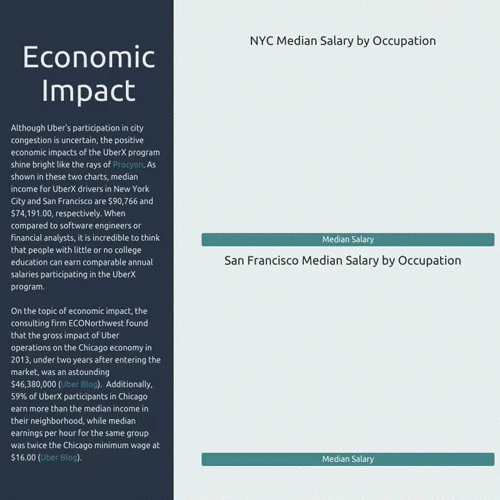 Economic
Impact
Although Uber's participation in city
congestion is uncertain, the positive
economic impacts of the UberX program
shine bright like the rays of Procyon. As
shown in these two charts, median
income for UberX drivers in New York
City and San Francisco are $90,766 and
$74,191.00, respectively. When
compared to software engineers or
financial analysts, it is incredible to think
that people with little or no college
education can earn comparable annual
salaries participating in the UberX
program.
On the topic of economic impact, the
consulting firm ECONorthwest found
that the gross impact of Uber
operations on the Chicago economy in
2013, under two years after entering the
market, was an astounding
$46,380,000 (Uber Blog). Additionally,
59% of UberX participants in Chicago
earn more than the median income in
their neighborhood, while median
earnings per hour for the same group
was twice the Chicago minimum wage at
$16.00 (Uber Blog).
NYC Median Salary by Occupation
Median Salary
San Francisco Median Salary by Occupation
Median Salary